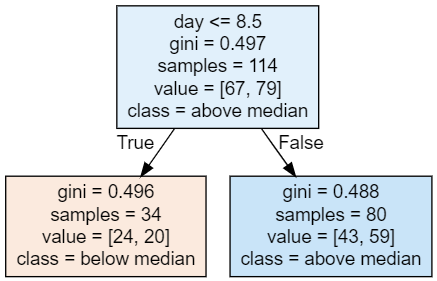 day <= 8.5
gini = 0.497
samples = 114
value = [67, 79]
class = above median
True
False
gini = 0.496
samples = 34
value = [24, 20]
class = below median
gini = 0.488
samples = 80
value = [43, 59]
class = above median